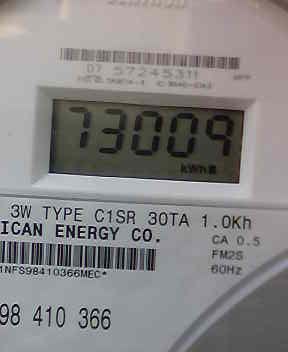 07 57245311
73009
kWh
3W TYPE C1SR 30TA 1.0Kh
ICAN ENERGY CO.
CA 0.5
FM2S
60Hz
1NFS98410366MEC*
98 410 366